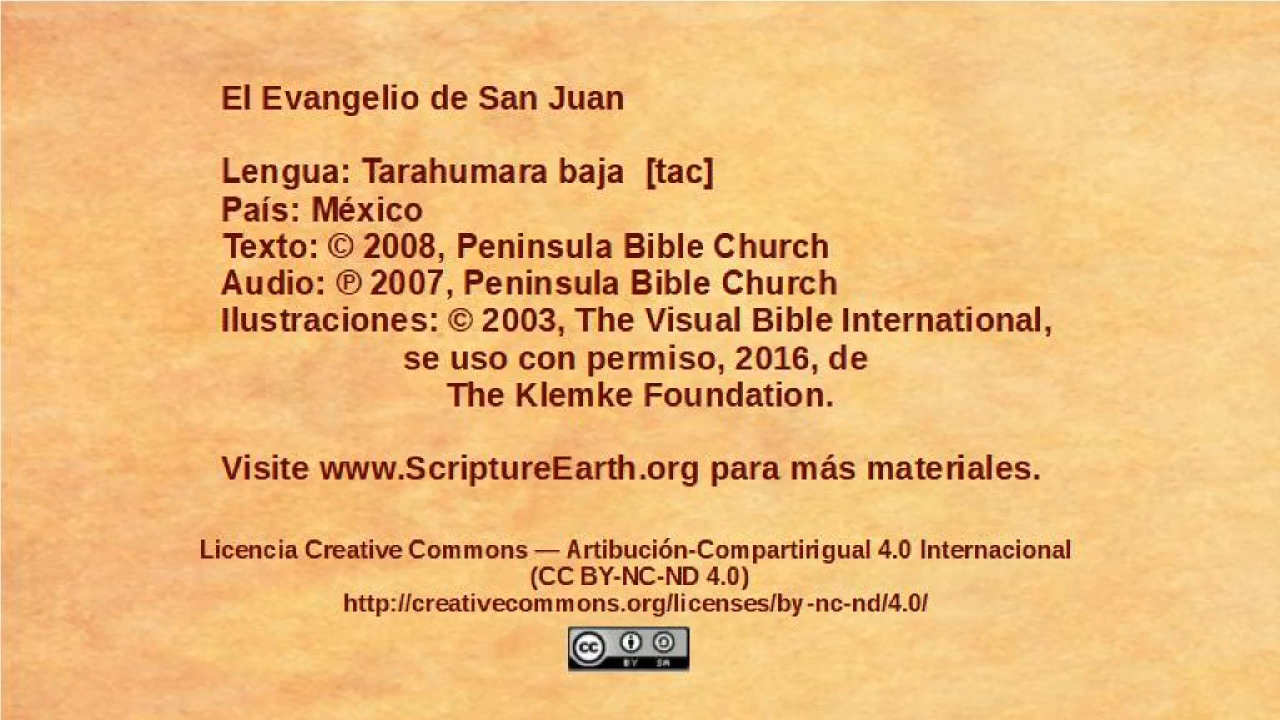 El Evangelio de San Juan
Lengua: Tarahumara baja [tac]
País: México
Texto: © 2008, Peninsula Bible Church
Audio: ℗ 2007, Peninsula Bible Church
Ilustraciones: © 2003, The Visual Bible International,
se uso con permiso, 2016, de
The Klemke Foundation.
Visite www.ScriptureEarth.org para más materiales.
Licencia Creative Commons — Artibución-Compartirigual 4.0 Internacional
(CC BY-NC-ND 4.0)
http://creativecommons.org/licenses/by-nc-nd/4.0/
cc BY SA